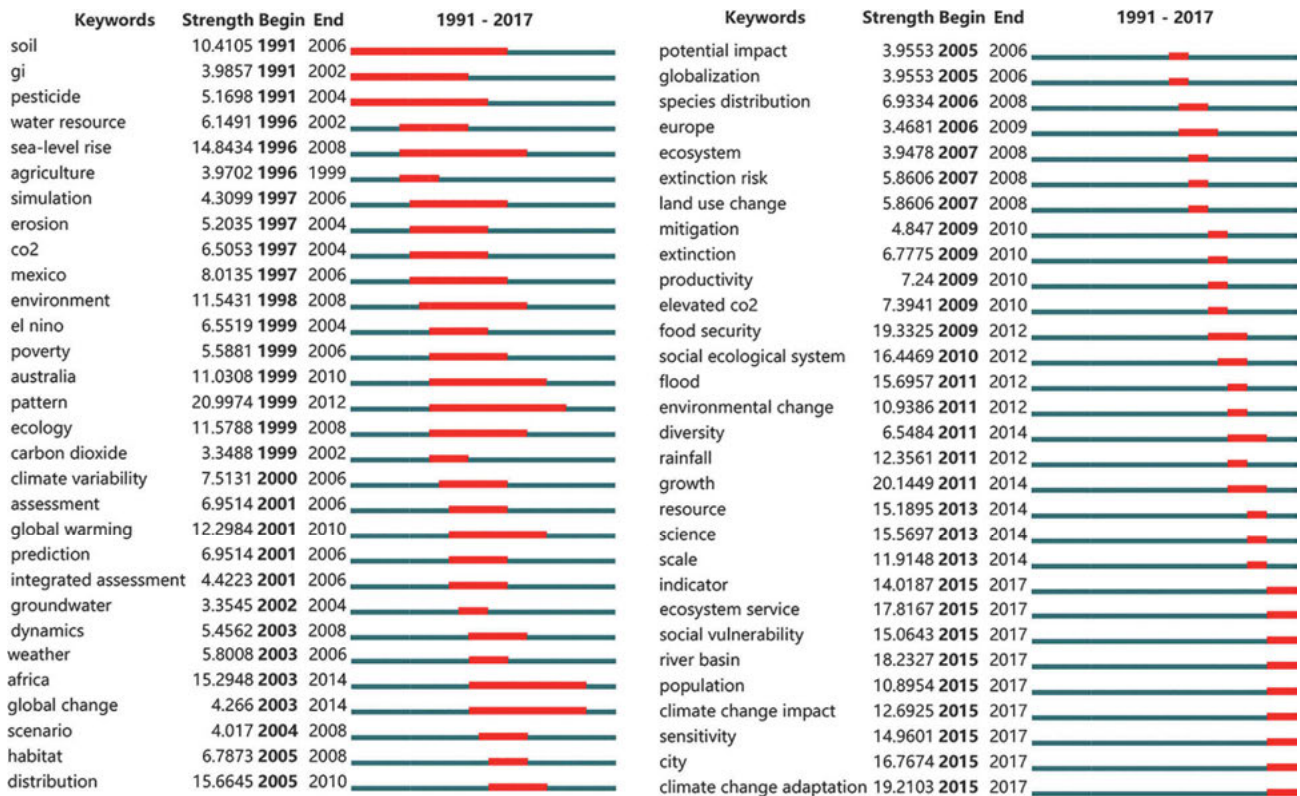 Keywords Strength Begin End 1991 - 2017
soil 10.4105 1991 2006
gi 3.9857 1991 2002
pesticide 5.1698 1991 2004
water resource 6.1491 1996 2002
sea-level rise 14.8434 1996 2008
agriculture 3.9702 1996 1999
simulation 4.3099 1997 2006
erosion 5.2035 1997 2004
co2 6.5053 1997 2004
mexico 8.0135 1997 2006
environment 11.5431 1998 2008
el nino 6.5519 1999 2004
poverty 5.5881 1999 2006
australia 11.0308 1999 2010
pattern 20.9974 1999 2012
ecology 11.5788 1999 2008
carbon dioxide 3.3488 1999 2002
climate variability 7.5131 2000 2006
assessment 6.9514 2001 2006
global warming 12.2984 2001 2010
prediction 6.9514 2001 2006
integrated assessment 4.4223 2001 2006
groundwater 3.3545 2002 2004
dynamics 5.4562 2003 2008
weather 5.8008 2003 2006
africa 15.2948 2003 2014
global change 4.266 2003 2014
scenario 4.017 2004 2008
habitat 6.7873 2005 2008
distribution 15.6645 2005 2010
Keywords Strength Begin End 1991 - 2017
potential impact 3.9553 2005 2006
globalization 3.9553 2005 2006
species distribution 6.9334 2006 2008
europe 3.4681 2006 2009
ecosystem 3.9478 2007 2008
extinction risk 5.8606 2007 2008
land use change 5.8606 2007 2008
mitigation 4.847 2009 2010
extinction 6.7775 2009 2010
productivity 7.24 2009 2010
elevated co2 7.3941 2009 2010
food security 19.3325 2009 2012
social ecological system 16.4469 2010 2012
flood 15.6957 2011 2012
environmental change 10.9386 2011 2012
diversity 6.5484 2011 2014
rainfall 12.3561 2011 2012
growth 20.1449 2011 2014
resource 15.1895 2013 2014
science 15.5697 2013 2014
scale 11.9148 2013 2014
indicator 14.0187 2015 2017
ecosystem service 17.8167 2015 2017
social vulnerability 15.0643 2015 2017
river basin 18.2327 2015 2017
population 10.8954 2015 2017
climate change impact 12.6925 2015 2017
sensitivity 14.9601 2015 2017
city 16.7674 2015 2017
climate change adaptation 19.2103 2015 2017